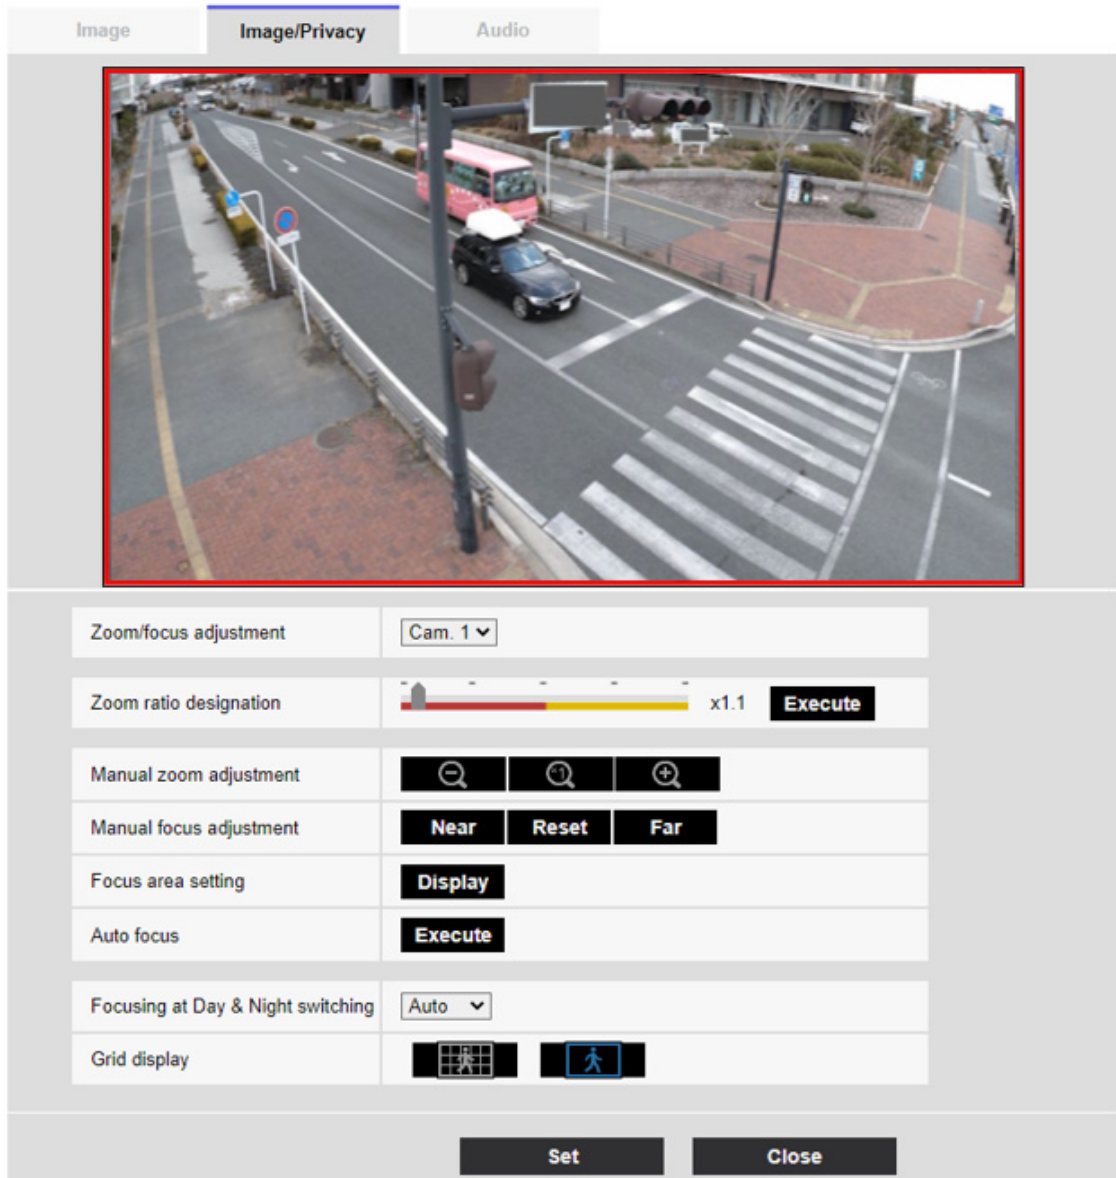 Image Image/Privacy Audio
Zoom/focus adjustment Cam. 1
Zoom ratio designation x1.1 Execute
Manual zoom adjustment ×1
Manual focus adjustment Near Reset Far
Focus area setting Display
Auto focus Execute
Focusing at Day & Night switching Auto
Grid display
Set Close